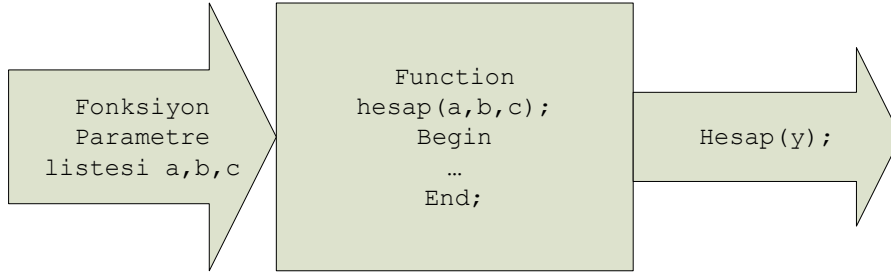 Fonksiyon
Parametre
listesi a,b,c
Function
hesap(a,b,c);
Begin
…
End;
Hesap(y);